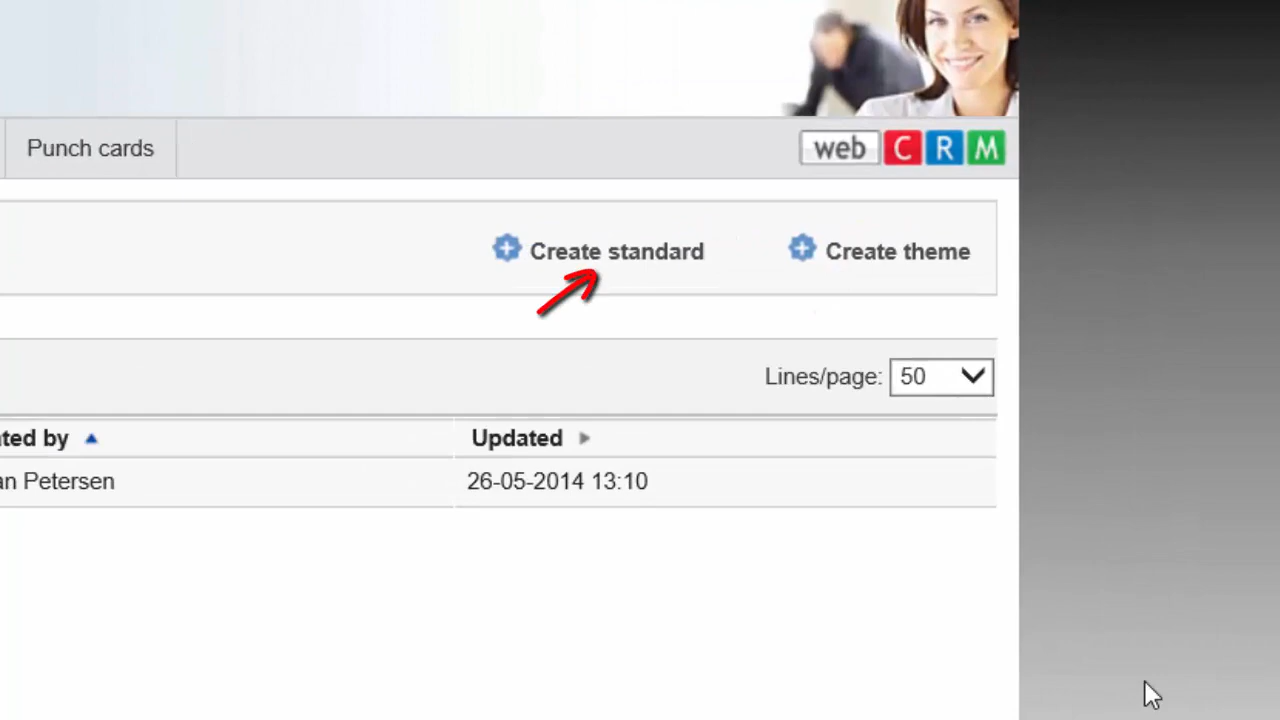 Punch cards
web C R M
Create standard Create theme
Lines/page: 50
ted by Updated
an Petersen 26-05-2014 13:10